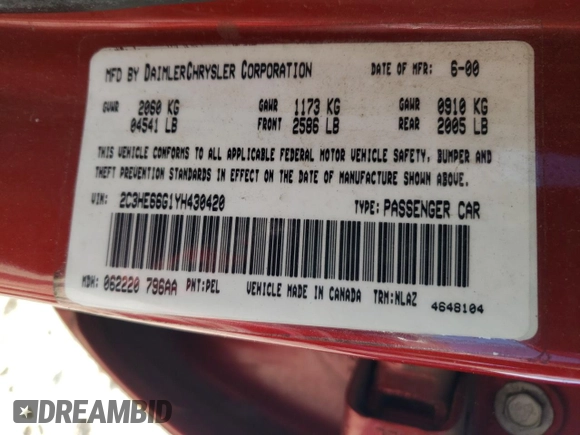 MFD BY DAIMLERCHRYSLER CORPORATION DATE OF MFR: 6-00
GVWR 2060 KG GAWR 1173 KG GAWR 0910 KG
04541 LB FRONT 2586 LB REAR 2005 LB
THIS VEHICLE CONFORMS TO ALL APPLICABLE FEDERAL MOTOR VEHICLE SAFETY, BUMPER AND
THEFT PREVENTION STANDARDS IN EFFECT ON THE DATE OF MANUFACTURE SHOWN ABOVE.
VIN: 2C3HE66G1YH430420 TYPE: PASSENGER CAR
MDH: 062220 796AA PNT:PEL VEHICLE MADE IN CANADA TRM:NLAZ
4648104
DREAMBID